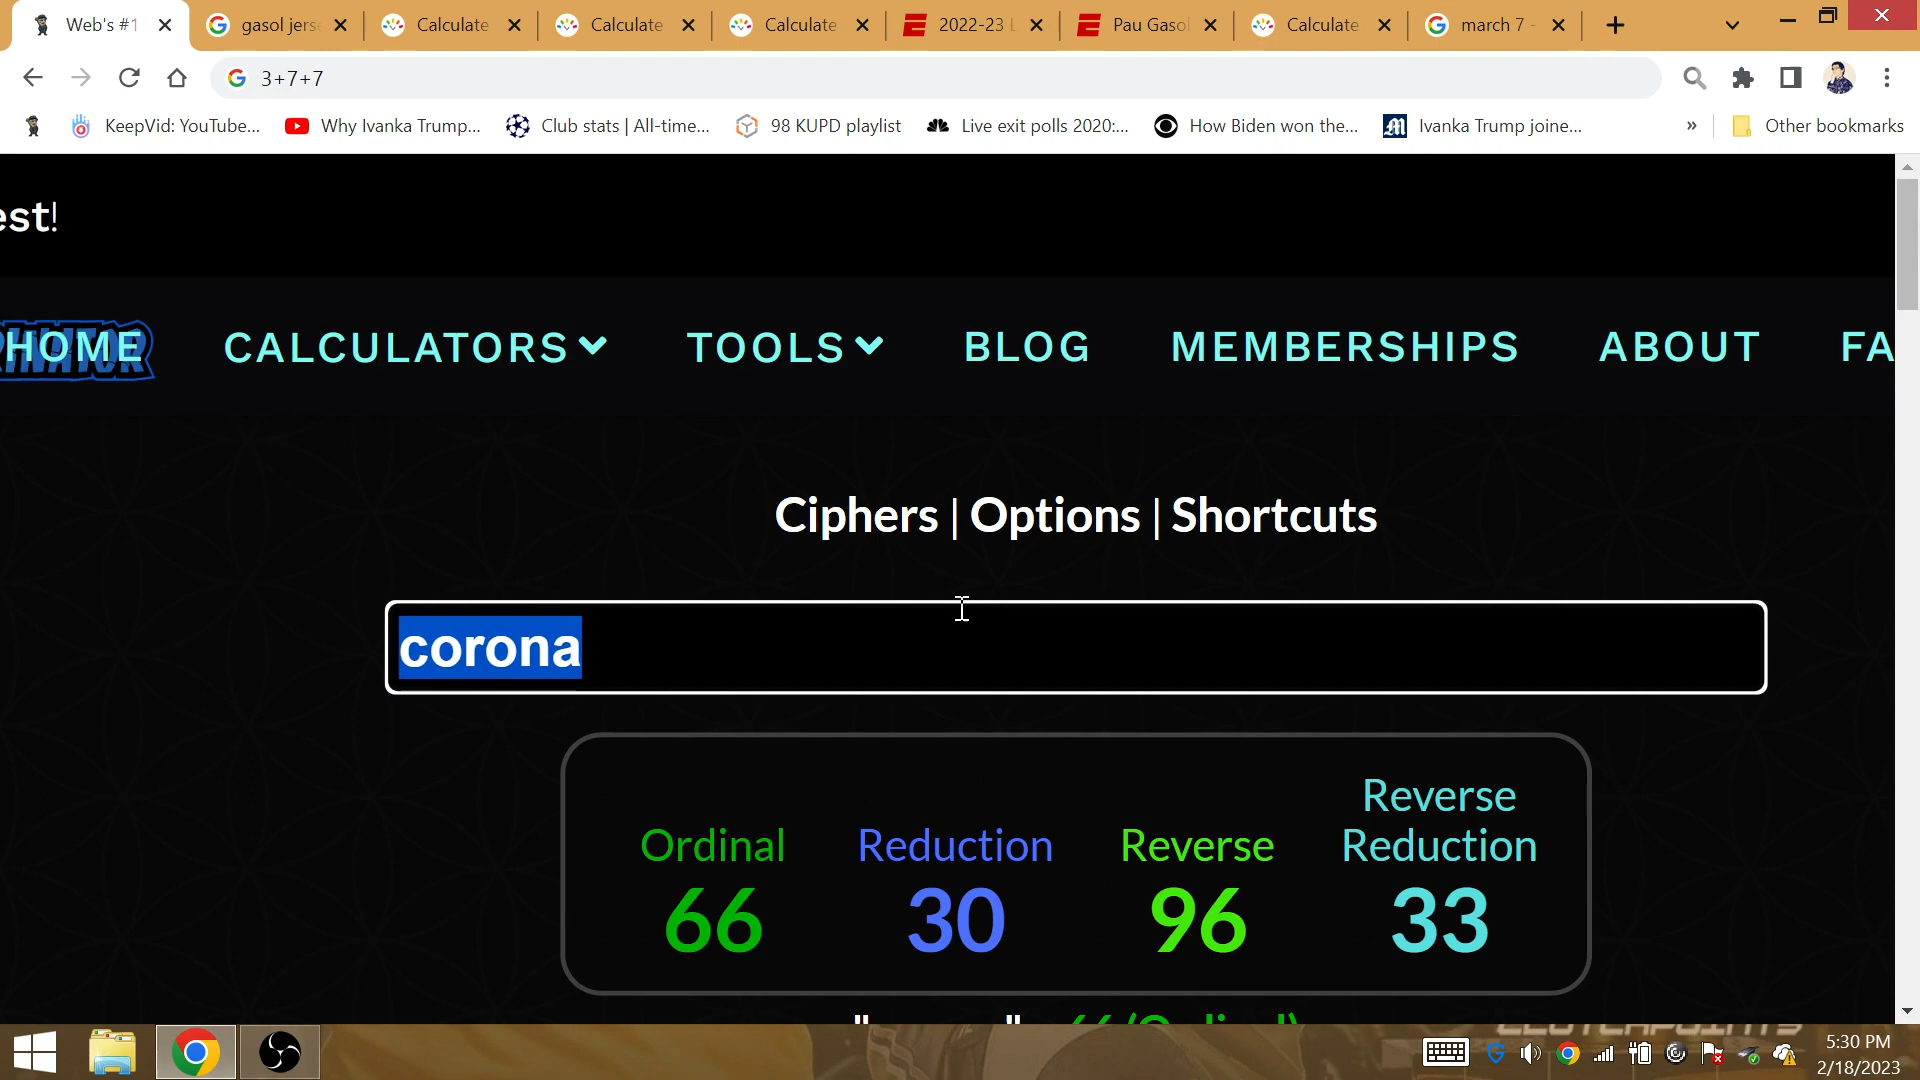 Web's #1
gasol jerse
Calculate
Calculate
Calculate
2022-23 L
Pau Gasol
Calculate
march 7 -
3+7+7
KeepVid: YouTube...
Why Ivanka Trump...
Club stats | All-time...
98 KUPD playlist
Live exit polls 2020:...
How Biden won the...
Ivanka Trump joine...
»
Other bookmarks
est!
HOME
CALCULATORS
TOOLS
BLOG
MEMBERSHIPS
ABOUT
FA
Ciphers | Options | Shortcuts
corona
Ordinal
66
Reduction
30
Reverse
96
Reverse
Reduction
33
5:30 PM
2/18/2023